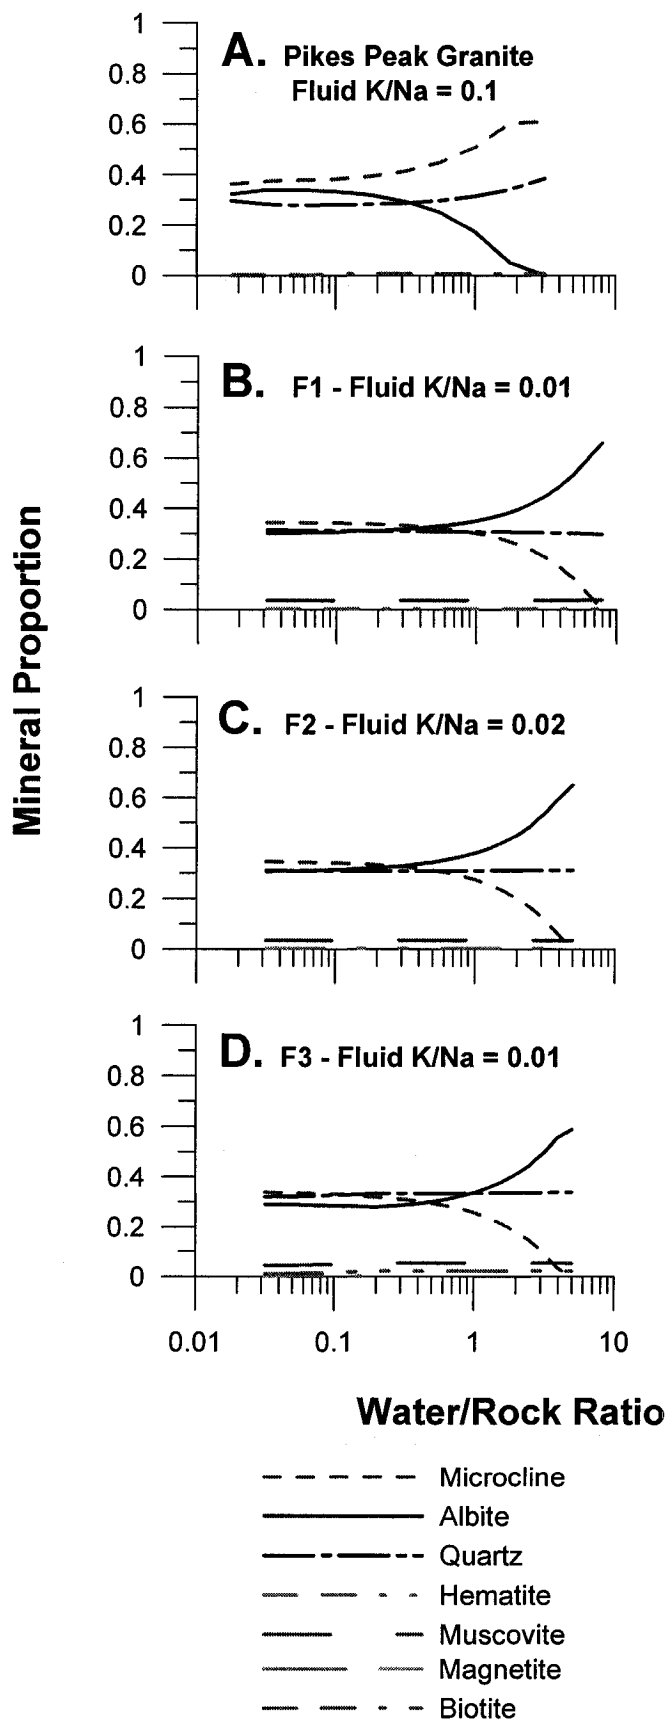 1
A. Pikes Peak Granite
0.8
Fluid K/Na = 0.1
0.6
0.4
0.2
0
1
B. F1 - Fluid K/Na = 0.01
0.8
0.6
0.4
0.2
0
Mineral Proportion
1
C. F2 - Fluid K/Na = 0.02
0.8
0.6
0.4
0.2
0
1
D. F3 - Fluid K/Na = 0.01
0.8
0.6
0.4
0.2
0
0.01 0.1 1 10
Water/Rock Ratio
Microcline
Albite
Quartz
Hematite
Muscovite
Magnetite
Biotite